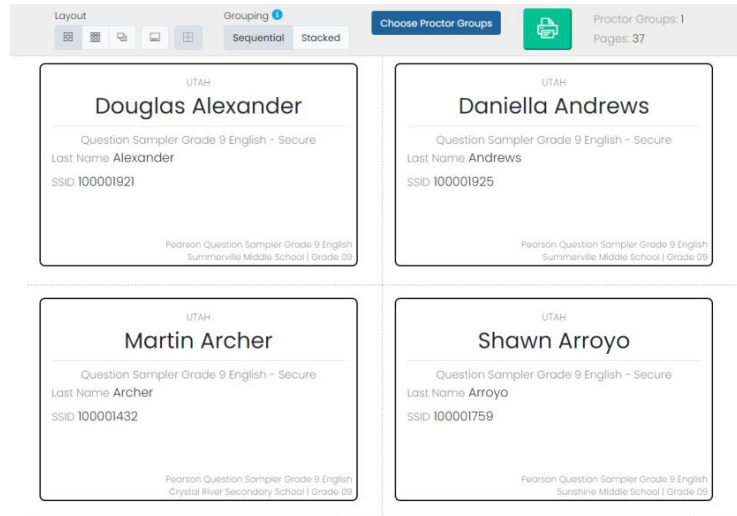 Layout
Grouping
Choose Proctor Groups
Proctor Groups: 1
Sequential Stacked
Pages: 37
UTAH
Douglas Alexander
Question Sampler Grade 9 English - Secure
Last Name Alexander
SSID 100001921
Pearson Question Sampler Grade 9 English
Summerville Middle School | Grade 09
UTAH
Daniella Andrews
Question Sampler Grade 9 English - Secure
Last Name Andrews
SSID 100001925
Pearson Question Sampler Grade 9 English
Summerville Middle School | Grade 09
UTAH
Martin Archer
Question Sampler Grade 9 English - Secure
Last Name Archer
SSID 100001432
Pearson Question Sampler Grade 9 English
Crystal River Secondary School | Grade 09
UTAH
Shawn Arroyo
Question Sampler Grade 9 English - Secure
Last Name Arroyo
SSID 100001759
Pearson Question Sampler Grade 9 English
Sunshine Middle School | Grade 09